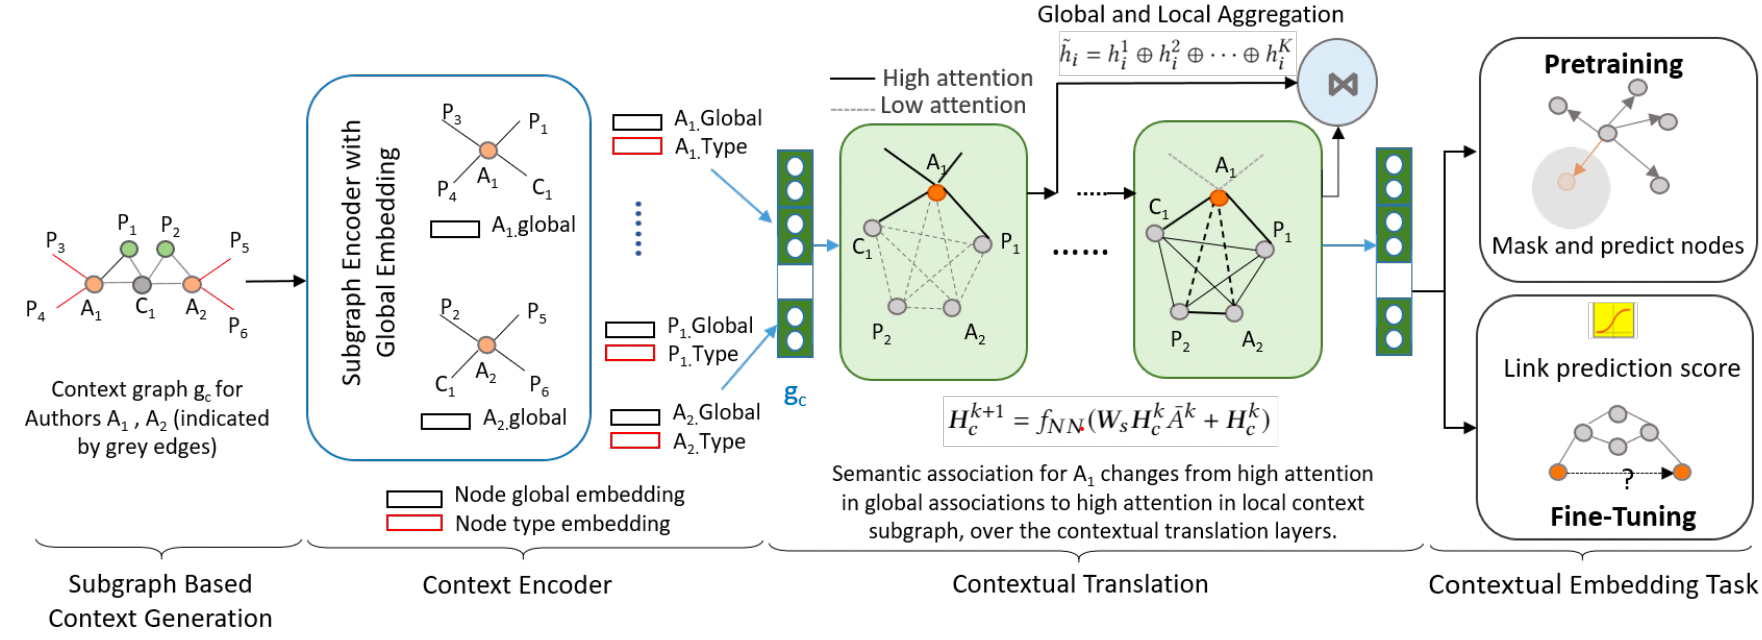 Global and Local Aggregation
h̃ᵢ = hᵢ¹ ⊕ hᵢ² ⊕ ··· ⊕ hᵢᴷ
High attention
Low attention
P₃
P₁
P₂
P₅
P₄
A₁
C₁
A₂
P₆
Context graph g꜀ for
Authors A₁ , A₂ (indicated
by grey edges)
Subgraph Encoder with
Global Embedding
P₃
P₁
P₄
A₁
C₁
A₁.global
P₂
P₅
C₁
A₂
P₆
A₂.global
A₁.Global
A₁.Type
P₁.Global
P₁.Type
A₂.Global
A₂.Type
Node global embedding
Node type embedding
g꜀
A₁
C₁
P₁
P₂
A₂
.....
......
A₁
C₁
P₁
P₂
A₂
⋈
H_c^{k+1} = f_{NN}(W_s H_c^k Ā^k + H_c^k)
Semantic association for A₁ changes from high attention
in global associations to high attention in local context
subgraph, over the contextual translation layers.
Pretraining
Mask and predict nodes
Link prediction score
?
Fine-Tuning
Subgraph Based
Context Generation
Context Encoder
Contextual Translation
Contextual Embedding Task